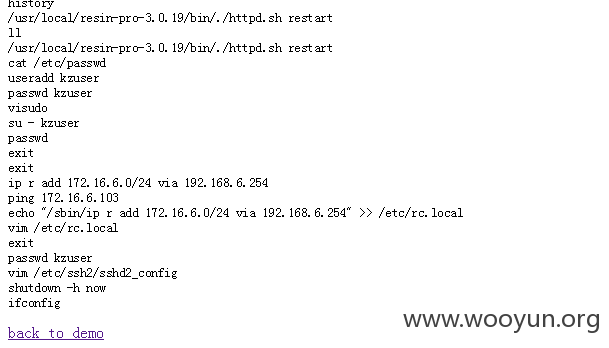 history
/usr/local/resin-pro-3.0.19/bin/./httpd.sh restart
ll
/usr/local/resin-pro-3.0.19/bin/./httpd.sh restart
cat /etc/passwd
useradd kzuser
passwd kzuser
visudo
su - kzuser
passwd
exit
exit
ip r add 172.16.6.0/24 via 192.168.6.254
ping 172.16.6.103
echo "/sbin/ip r add 172.16.6.0/24 via 192.168.6.254" >> /etc/rc.local
vim /etc/rc.local
exit
passwd kzuser
vim /etc/ssh2/sshd2_config
shutdown -h now
ifconfig
www.wooyun.org
back to demo